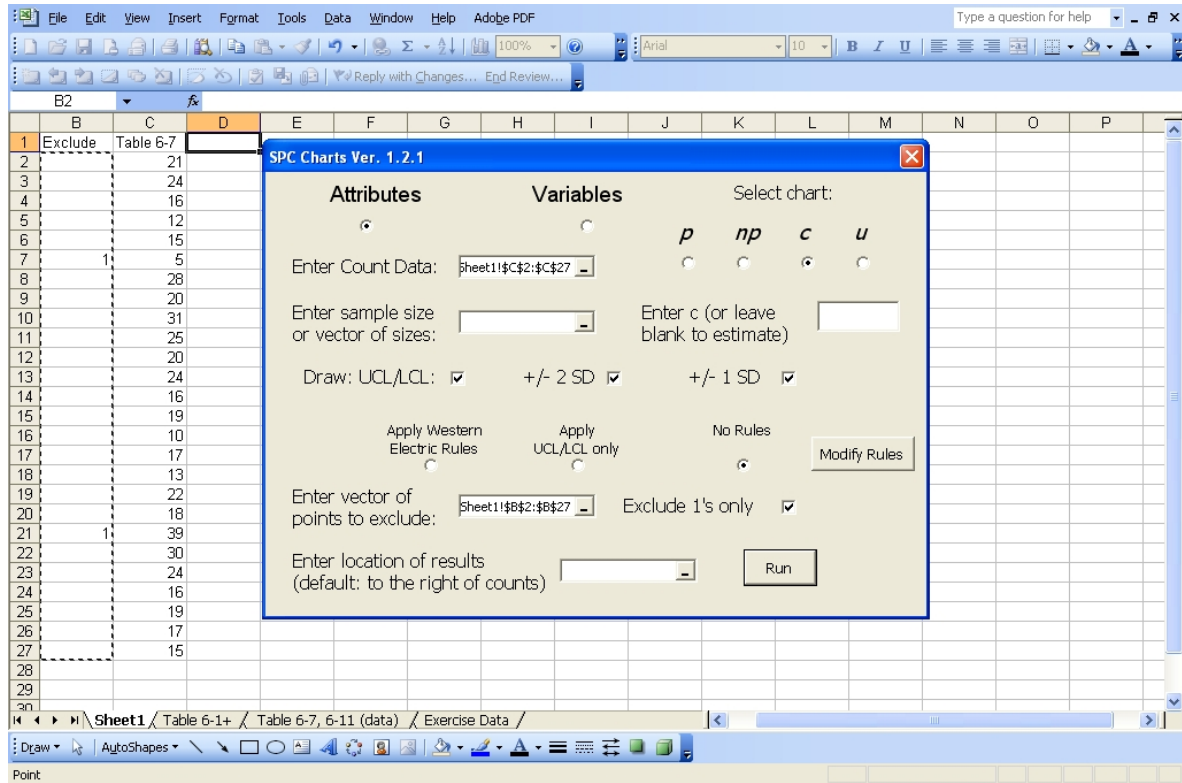 File Edit View Insert Format Tools Data Window Help Adobe PDF Type a question for help
100% Arial 10 B I U
Reply with Changes... End Review...
B2 fx
B C D E F G H I J K L M N O P
1 Exclude Table 6-7
2 21
3 24
4 16
5 12
6 15
7 1 5
8 28
9 20
10 31
11 25
12 20
13 24
14 16
15 19
16 10
17 17
18 13
19 22
20 18
21 1 39
22 30
23 24
24 16
25 19
26 17
27 15
28
29
30
SPC Charts Ver. 1.2.1
Attributes Variables Select chart:
p np c u
Enter Count Data: Sheet1!$C$2:$C$27
Enter sample size
or vector of sizes:
Enter c (or leave
blank to estimate)
Draw: UCL/LCL: +/- 2 SD +/- 1 SD
Apply Western
Electric Rules
Apply
UCL/LCL only
No Rules
Modify Rules
Enter vector of
points to exclude:
Sheet1!$B$2:$B$27
Exclude 1's only
Enter location of results
(default: to the right of counts)
Run
Sheet1 Table 6-1+ Table 6-7, 6-11 (data) Exercise Data
Draw AutoShapes
Point